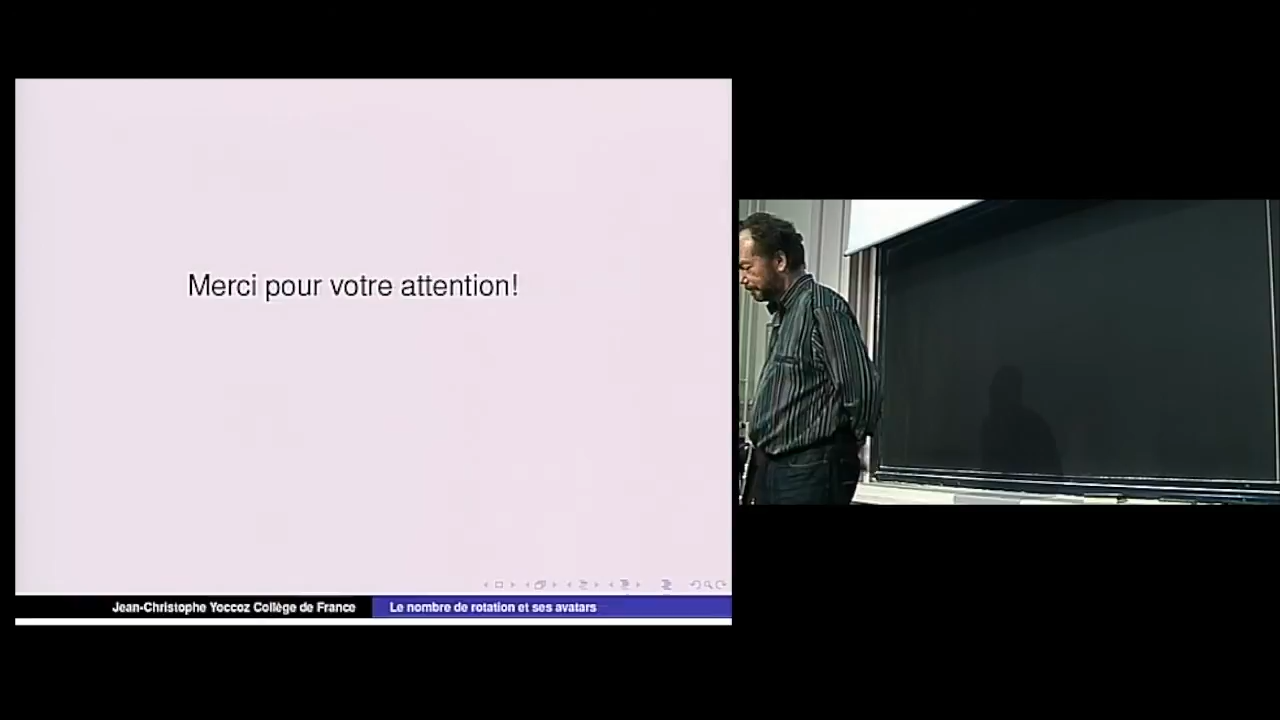 Merci pour votre attention!
Jean-Christophe Yoccoz Collège de France
Le nombre de rotation et ses avatars